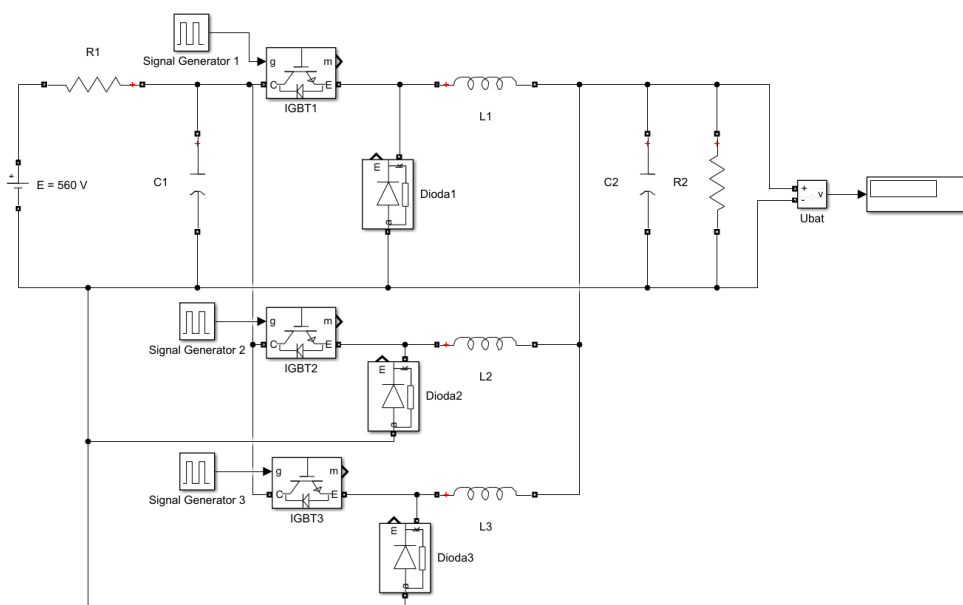 R1
Signal Generator 1
g
m
C
E
IGBT1
L1
E = 560 V
+
C1
m
k
a
Dioda1
C2
R2
+
-
v
Ubat
Signal Generator 2
g
m
C
E
IGBT2
L2
m
k
a
Dioda2
Signal Generator 3
g
m
C
E
IGBT3
L3
m
k
a
Dioda3